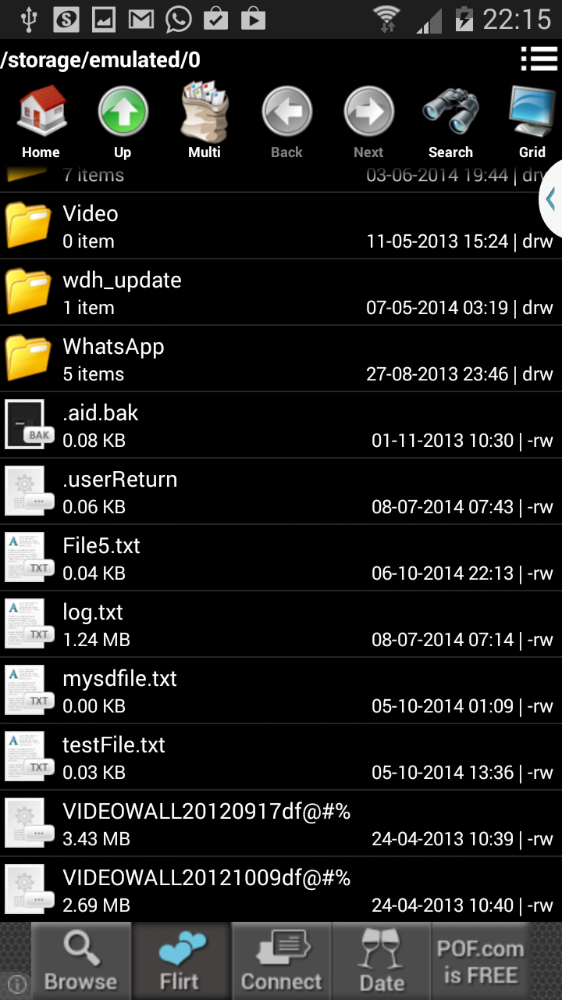 22:15
/storage/emulated/0
Home Up Multi Back Next Search Grid
7 items 03-06-2014 19:44 | drw
Video
0 item 11-05-2013 15:24 | drw
wdh_update
1 item 07-05-2014 03:19 | drw
WhatsApp
5 items 27-08-2013 23:46 | drw
.aid.bak
BAK
0.08 KB 01-11-2013 10:30 | -rw
.userReturn
0.06 KB 08-07-2014 07:43 | -rw
File5.txt
TXT
0.04 KB 06-10-2014 22:13 | -rw
log.txt
TXT
1.24 MB 08-07-2014 07:14 | -rw
mysdfile.txt
TXT
0.00 KB 05-10-2014 01:09 | -rw
testFile.txt
TXT
0.03 KB 05-10-2014 13:36 | -rw
VIDEOWALL20120917df@#%
3.43 MB 24-04-2013 10:39 | -rw
VIDEOWALL20121009df@#%
2.69 MB 24-04-2013 10:40 | -rw
Browse Flirt Connect Date POF.com
is FREE